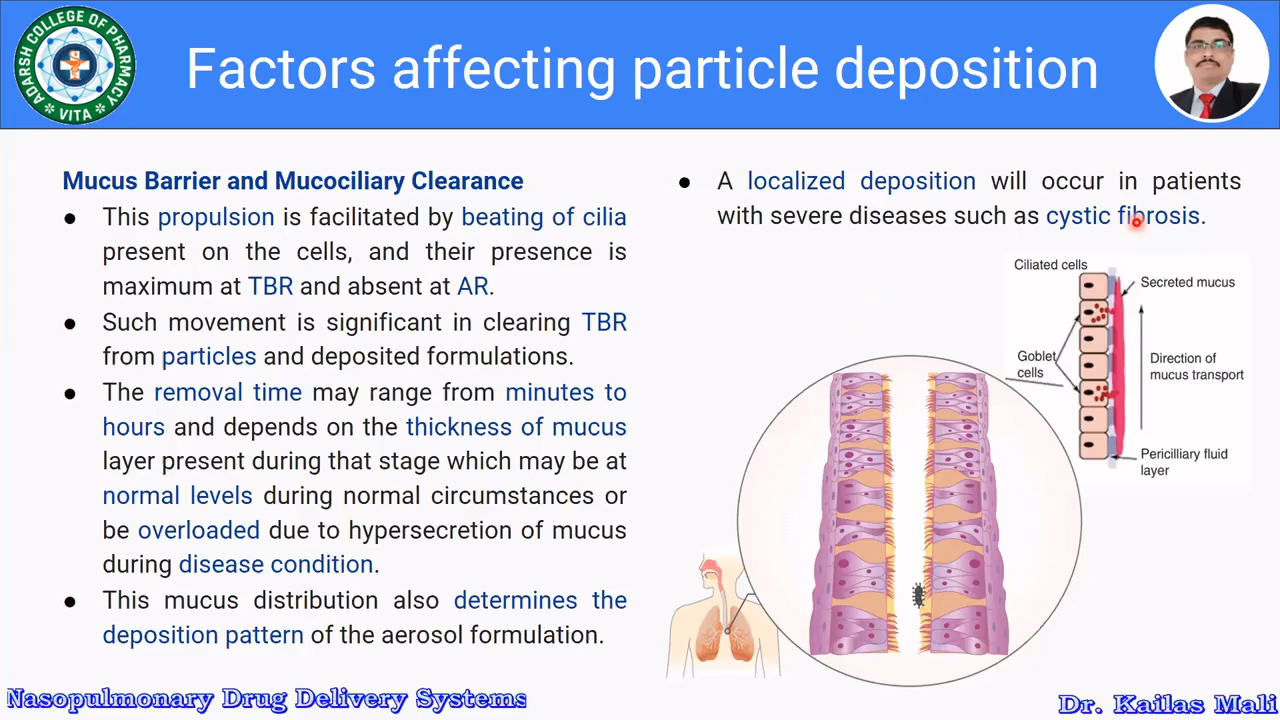 ADARSH COLLEGE OF PHARMACY
VITA
Factors affecting particle deposition
Mucus Barrier and Mucociliary Clearance
● This propulsion is facilitated by beating of cilia
present on the cells, and their presence is
maximum at TBR and absent at AR.
● Such movement is significant in clearing TBR
from particles and deposited formulations.
● The removal time may range from minutes to
hours and depends on the thickness of mucus
layer present during that stage which may be at
normal levels during normal circumstances or
be overloaded due to hypersecretion of mucus
during disease condition.
● This mucus distribution also determines the
deposition pattern of the aerosol formulation.
● A localized deposition will occur in patients
with severe diseases such as cystic fibrosis.
Ciliated cells
Secreted mucus
Goblet
cells
Direction of
mucus transport
Pericilliary fluid
layer
Nasopulmonary Drug Delivery Systems
Dr. Kailas Mali